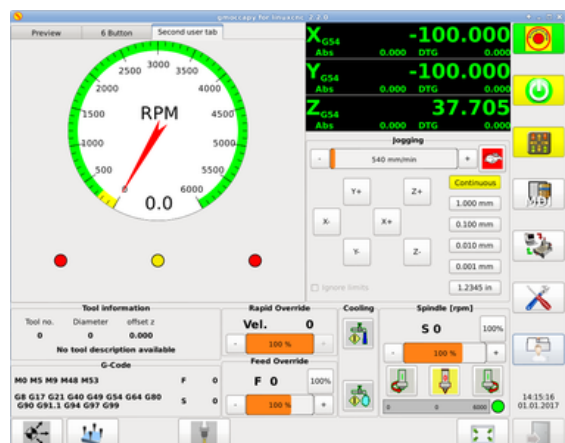 gmoccapy for linuxcnc 2.2.0
Preview 6 Button Second user tab
3000
2500 3500
2000 4000
1500 4500
1000 5000
500 5500
6000
RPM
0.0
X G54 -100.000
Abs 0.000 DTG 0.000
Y G54 -100.000
Abs 0.000 DTG 0.000
Z G54 37.705
Abs 0.000 DTG 0.000
Jogging
- 540 mm/min +
Y+ Z+ Continuous
1.000 mm
X- X+ 0.100 mm
Y- Z- 0.010 mm
0.001 mm
Ignore limits 1.2345 in
MDI
Tool information
Tool no. Diameter offset z
0 0 0.000
No tool description available
G-Code
M0 M5 M9 M48 M53 F 0
G8 G17 G21 G40 G49 G54 G64 G80
G90 G91.1 G94 G97 G99 S 0
Rapid Override
Vel. 0
- 100 % +
Feed Override
F 0 100%
- 100 % +
Cooling
Spindle [rpm]
S 0 100%
- 100 % +
0 0 6000
14:15:16
01.01.2017